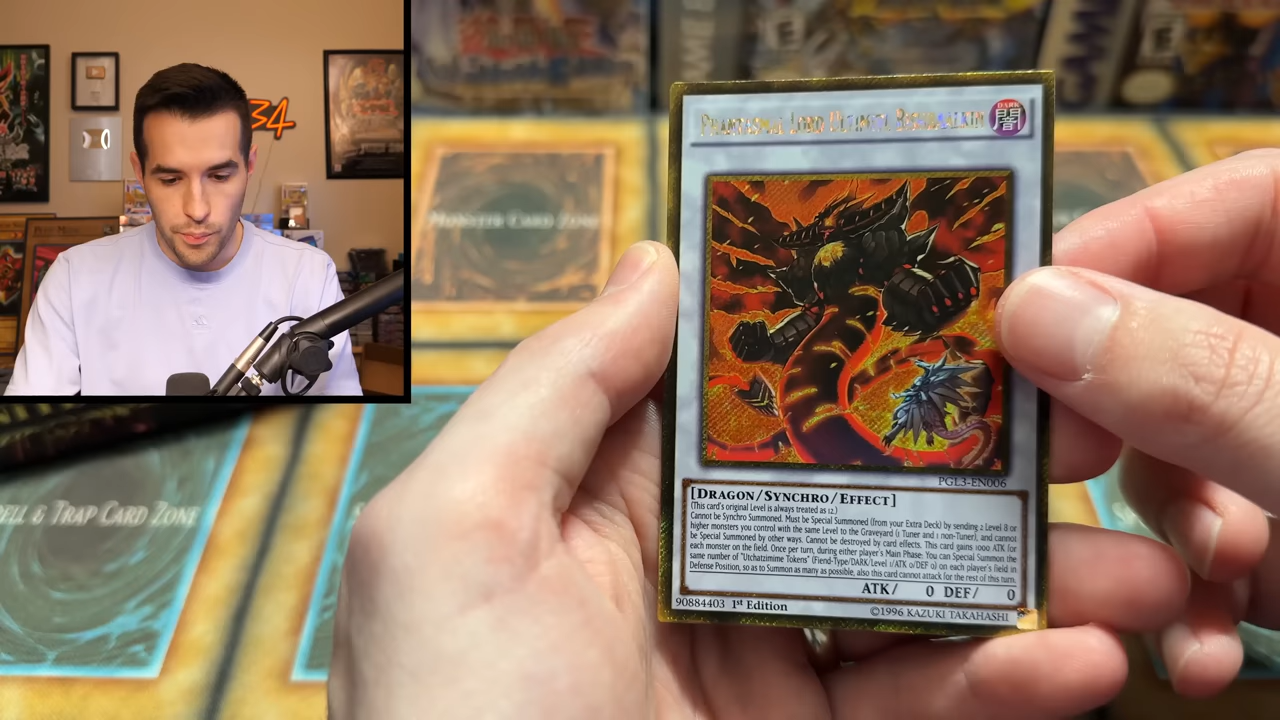 34
MONSTER CARD ZONE
SPELL & TRAP CARD ZONE
PHANTASMAL LORD ULTIMITL BISHBAALKIN
DARK
闇
PGL3-EN006
[DRAGON/SYNCHRO/EFFECT]
(This card's original Level is always treated as 12.)
Cannot be Synchro Summoned. Must be Special Summoned (from your Extra Deck) by sending 2 Level 8 or
higher monsters you control with the same Level to the Graveyard (1 Tuner and 1 non-Tuner), and cannot
be Special Summoned by other ways. Cannot be destroyed by card effects. This card gains 1000 ATK for
each monster on the field. Once per turn, during either player's Main Phase: You can Special Summon the
same number of "Utchatzimime Tokens" (Fiend-Type/DARK/Level 1/ATK 0/DEF 0) on each player's field in
Defense Position, so as to Summon as many as possible, also this card cannot attack for the rest of this turn.
ATK/ 0 DEF/ 0
90884403 1st Edition
©1996 KAZUKI TAKAHASHI